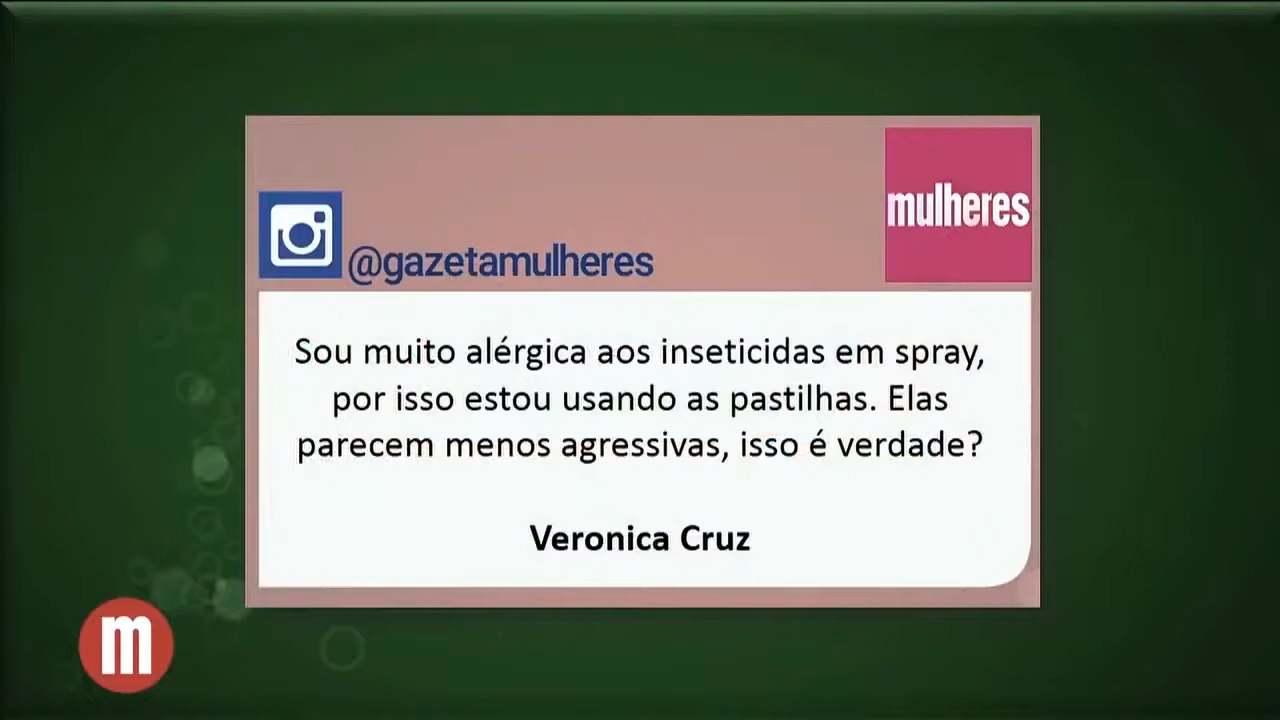 mulheres
@gazetamulheres
Sou muito alérgica aos inseticidas em spray,
por isso estou usando as pastilhas. Elas
parecem menos agressivas, isso é verdade?
Veronica Cruz
m